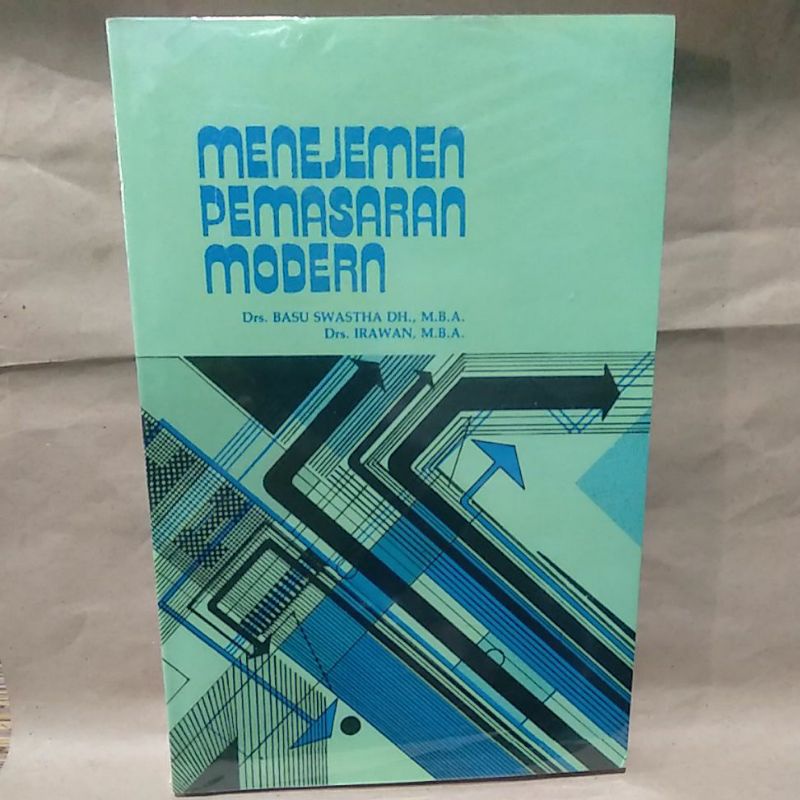 MENEJEMEN
PEMASARAN
MODERN
Drs. BASU SWASTHA DH., M.B.A.
Drs. IRAWAN, M.B.A.